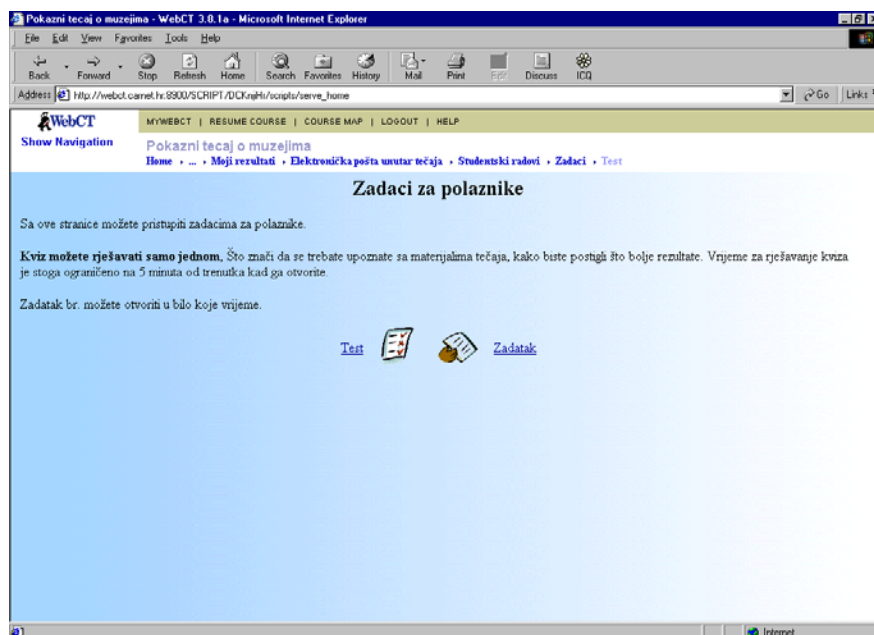 Pokazni tecaj o muzejima - WebCT 3.0.1a - Microsoft Internet Explorer
File Edit View Favorites Tools Help
Back Forward Stop Refresh Home Search Favorites History Mail Print Edit Discuss ICQ
Address http://webct.carnet.hr:8900/SCRIPT/DCKnjHr/scripts/serve_home Go Links
WebCT MYWEBCT | RESUME COURSE | COURSE MAP | LOGOUT | HELP
Show Navigation Pokazni tecaj o muzejima
Home › ... › Moji rezultati › Elektronička pošta unutar tečaja › Studentski radovi › Zadaci › Test
Zadaci za polaznike
Sa ove stranice možete pristupiti zadacima za polaznike.
Kviz možete rješavati samo jednom, Što znači da se trebate upoznate sa materijalima tečaja, kako biste postigli što bolje rezultate. Vrijeme za rješavanje kviza
je stoga ograničeno na 5 minuta od trenutka kad ga otvorite.
Zadatak br. možete otvoriti u bilo koje vrijeme.
Test Zadatak
Internet